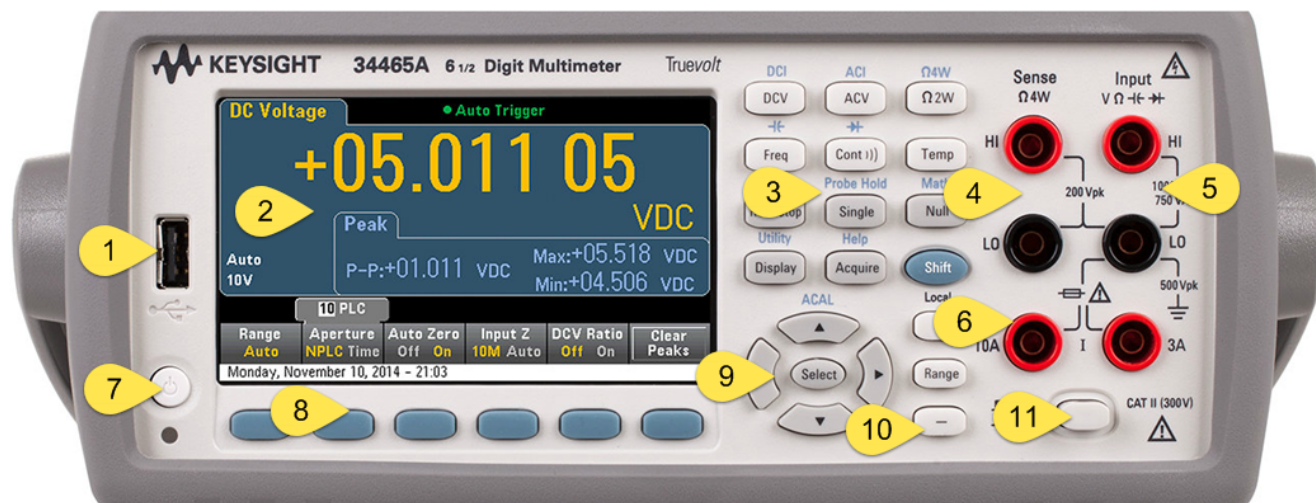 KEYSIGHT 34465A 6 1/2 Digit Multimeter Truevolt
DC Voltage
Auto Trigger
+05.011 05
VDC
Peak
P-P:+01.011 VDC
Max:+05.518 VDC
Min:+04.506 VDC
Auto
10V
10 PLC
Range
Auto
Aperture
NPLC Time
Auto Zero
Off On
Input Z
10M Auto
DCV Ratio
Off On
Clear
Peaks
Monday, November 10, 2014 - 21:03
DCI ACI Ω4W
DCV ACV Ω2W
Freq Cont Temp
Probe Hold
Single Null
Utility Help
Display Acquire Shift
ACAL
Local
Select
Range
–
Sense
Ω4W
Input
V Ω
HI HI
200 Vpk
LO LO
500 Vpk
10A I 3A
CAT II (300V)
1
2
3
4
5
6
7
8
9
10
11